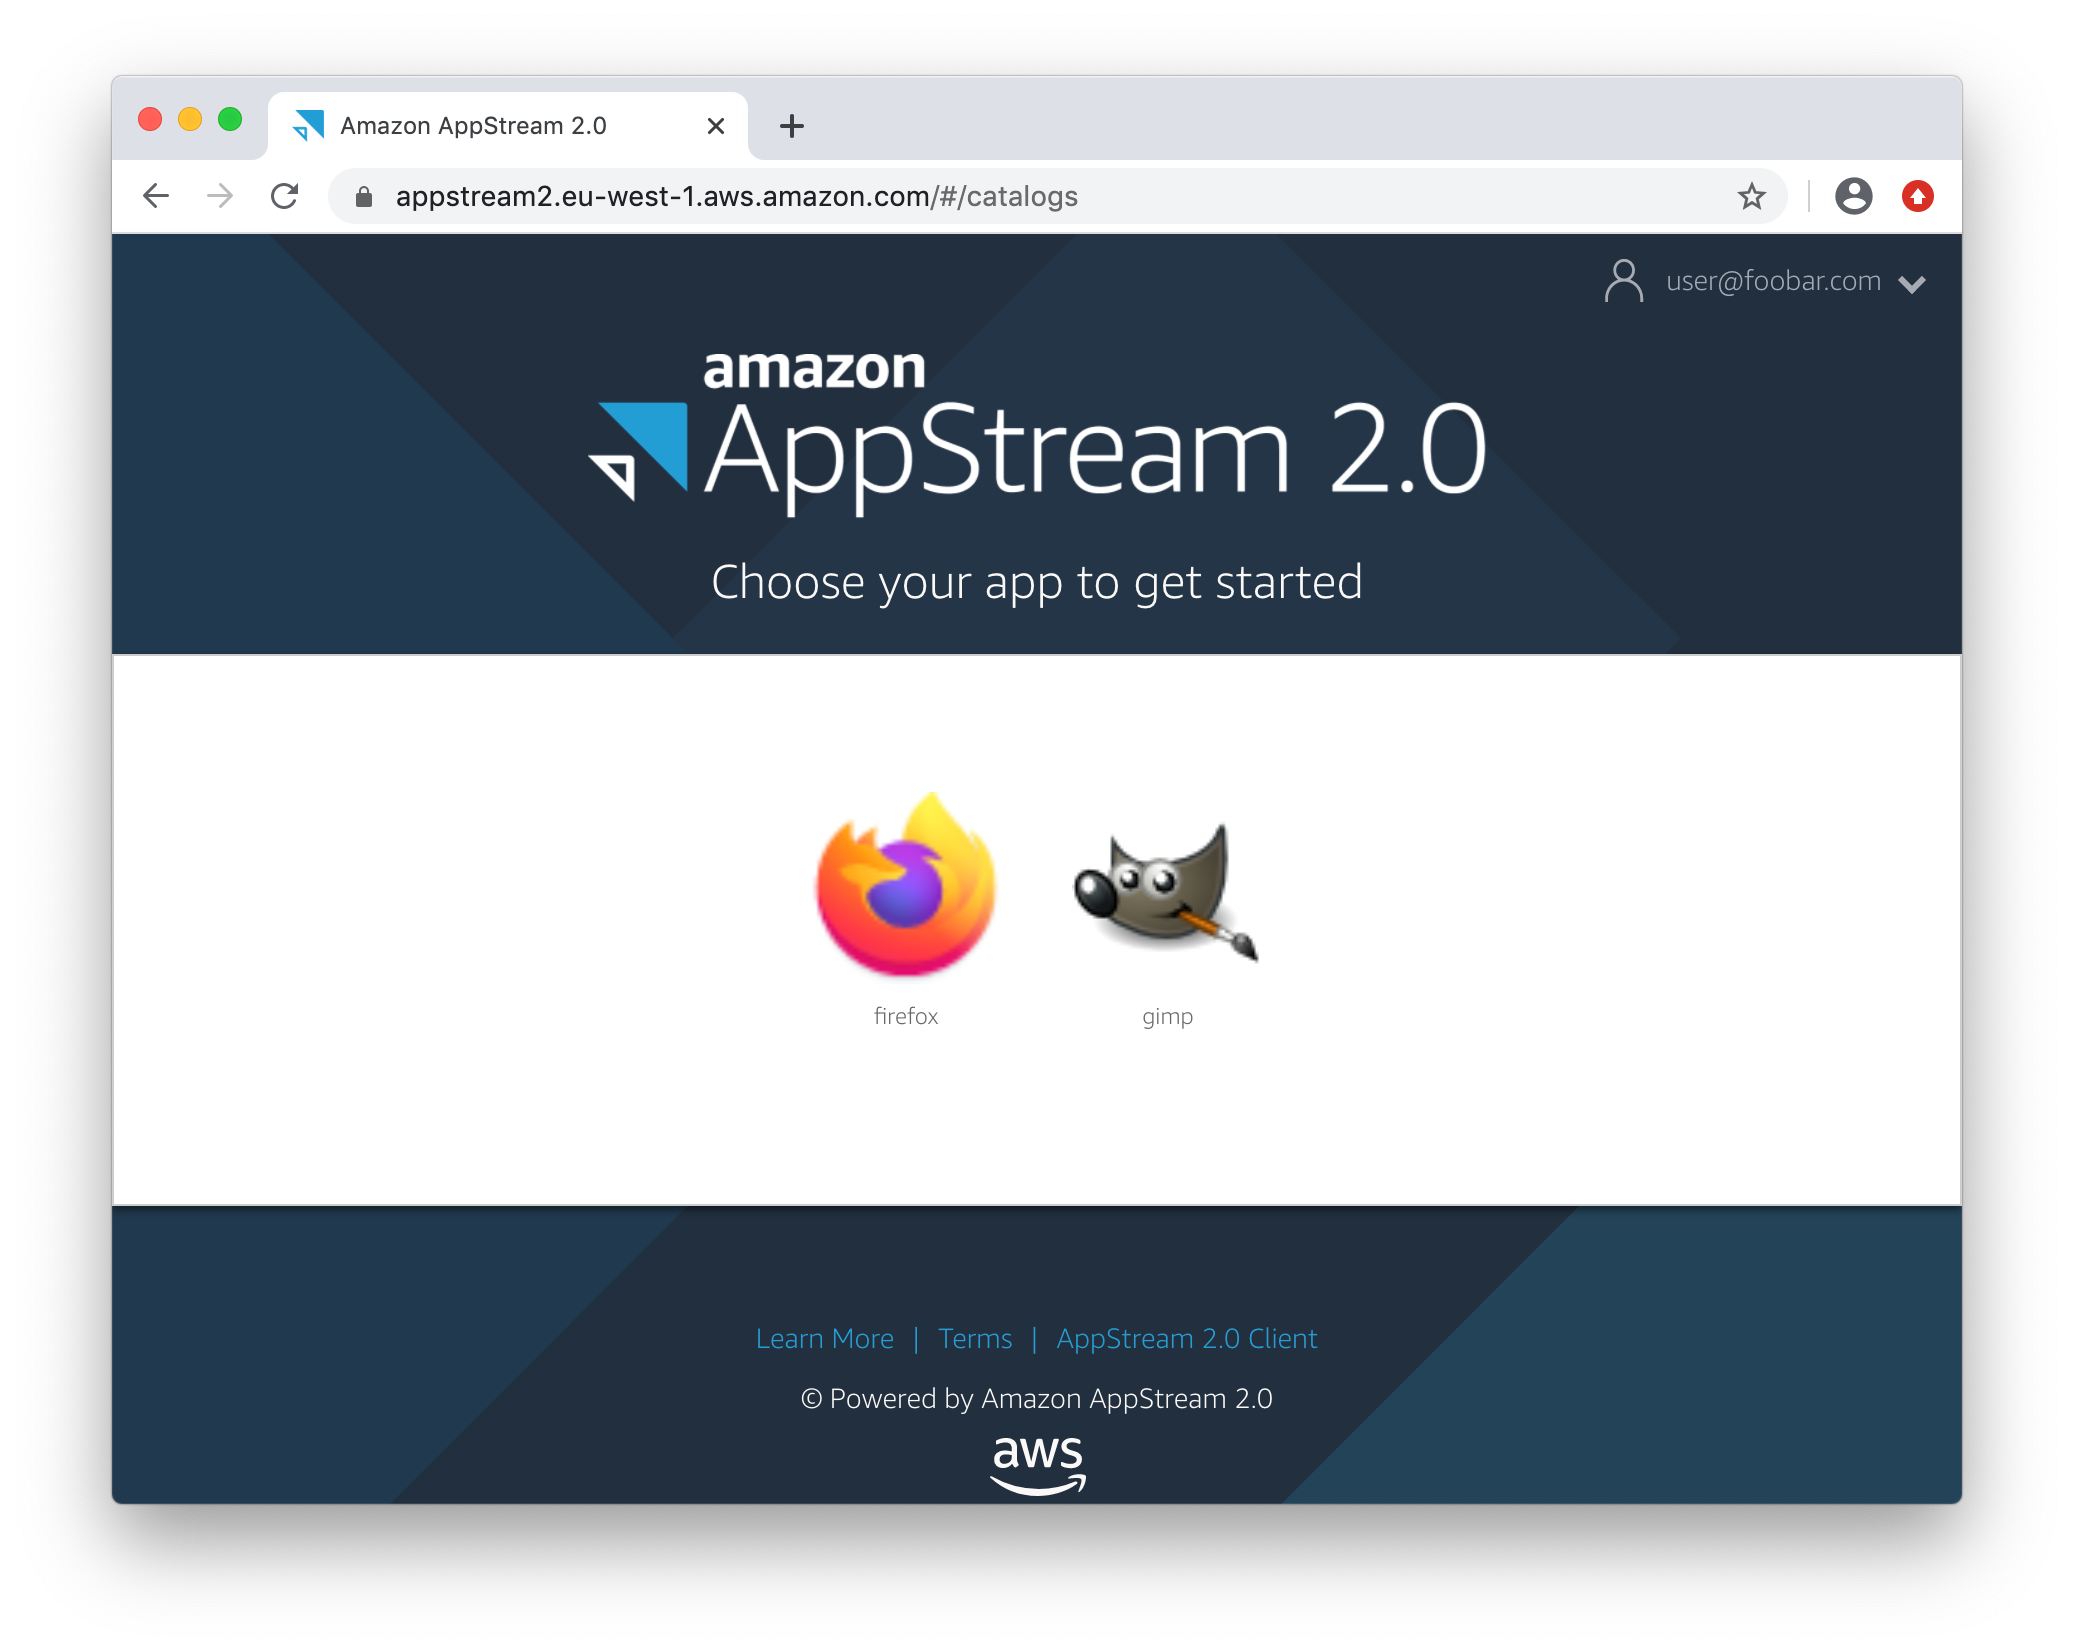 Amazon AppStream 2.0
appstream2.eu-west-1.aws.amazon.com/#/catalogs
user@foobar.com
amazon
AppStream 2.0
Choose your app to get started
firefox gimp
Learn More | Terms | AppStream 2.0 Client
© Powered by Amazon AppStream 2.0
aws